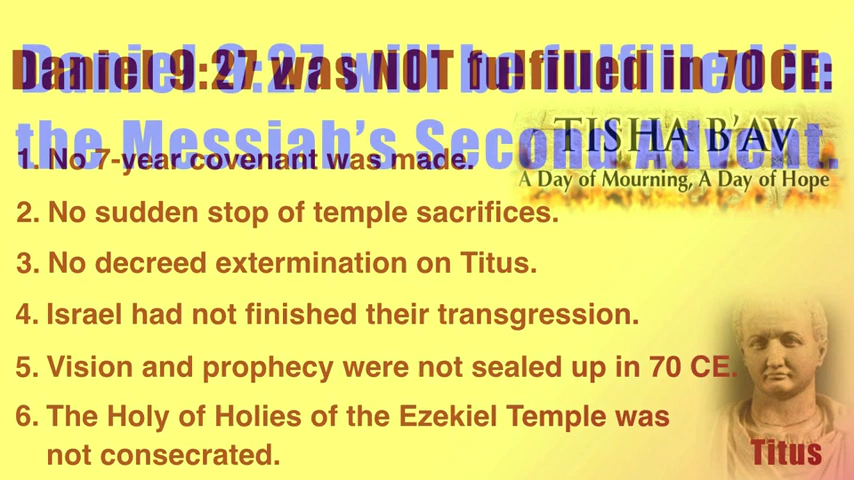 Daniel 9:27 was NOT fulfilled in 70 CE:
Daniel 9:27 will be fulfilled in
the Messiah's Second Advent.
TISHA B'AV
A Day of Mourning, A Day of Hope
1. No 7-year covenant was made.
2. No sudden stop of temple sacrifices.
3. No decreed extermination on Titus.
4. Israel had not finished their transgression.
5. Vision and prophecy were not sealed up in 70 CE.
6. The Holy of Holies of the Ezekiel Temple was
not consecrated.
Titus